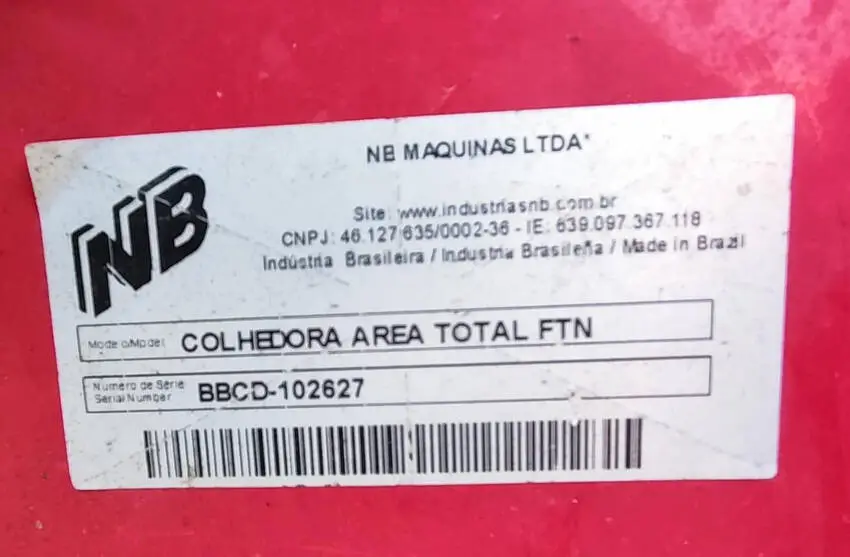 NB MAQUINAS LTDA
Site: www.industriasnb.com.br
CNPJ: 46.127.635/0002-36 - IE: 639.097.367.118
Indústria Brasileira / Industria Brasileña / Made in Brazil
NB
Modelo/Model COLHEDORA AREA TOTAL FTN
Numero de Série
Serial Number BBCD-102627